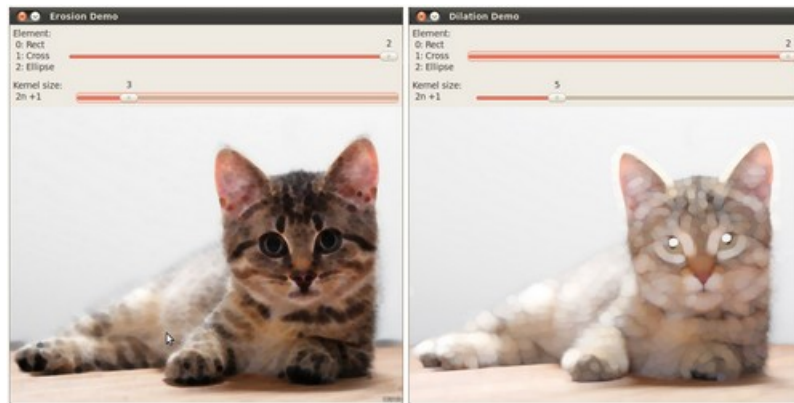 Erosion Demo
Element:
0: Rect
1: Cross
2: Ellipse
2
Kernel size:
2n +1
3
Dilation Demo
Element:
0: Rect
1: Cross
2: Ellipse
2
Kernel size:
2n +1
5